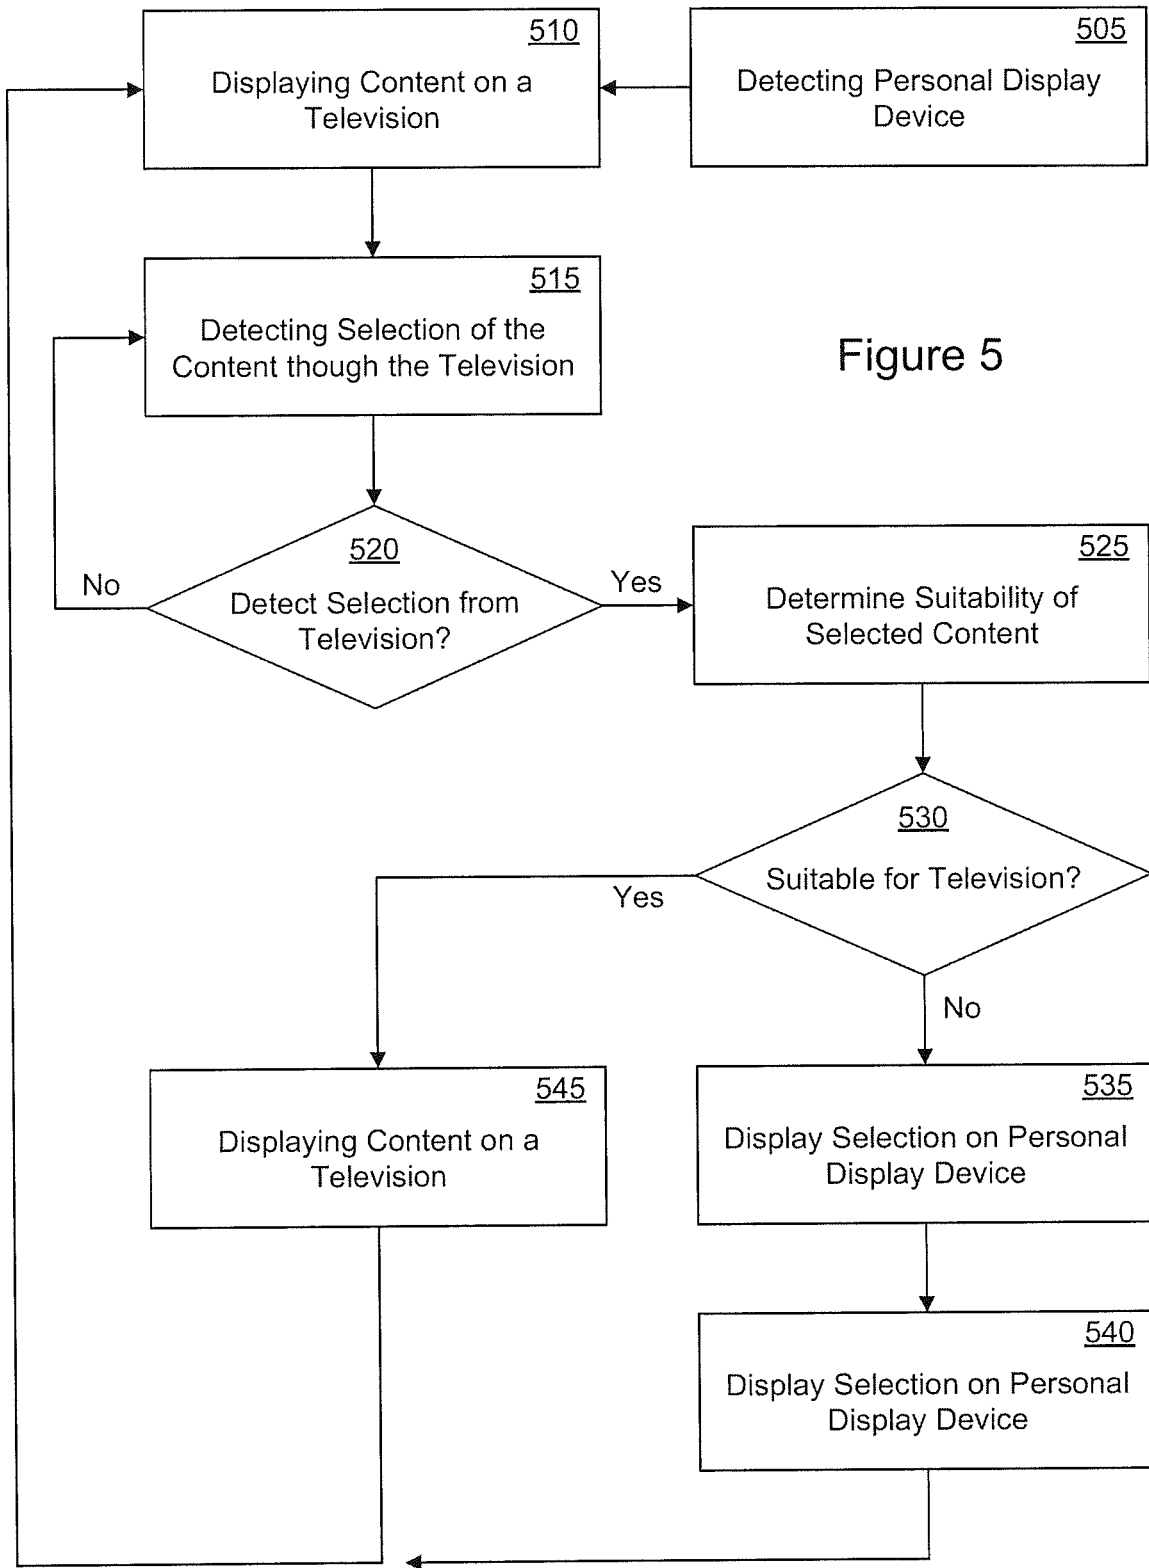 510
Displaying Content on a
Television
505
Detecting Personal Display
Device
515
Detecting Selection of the
Content though the Television
Figure 5
520
Detect Selection from
Television?
No
Yes
525
Determine Suitability of
Selected Content
530
Suitable for Television?
Yes
No
545
Displaying Content on a
Television
535
Display Selection on Personal
Display Device
540
Display Selection on Personal
Display Device